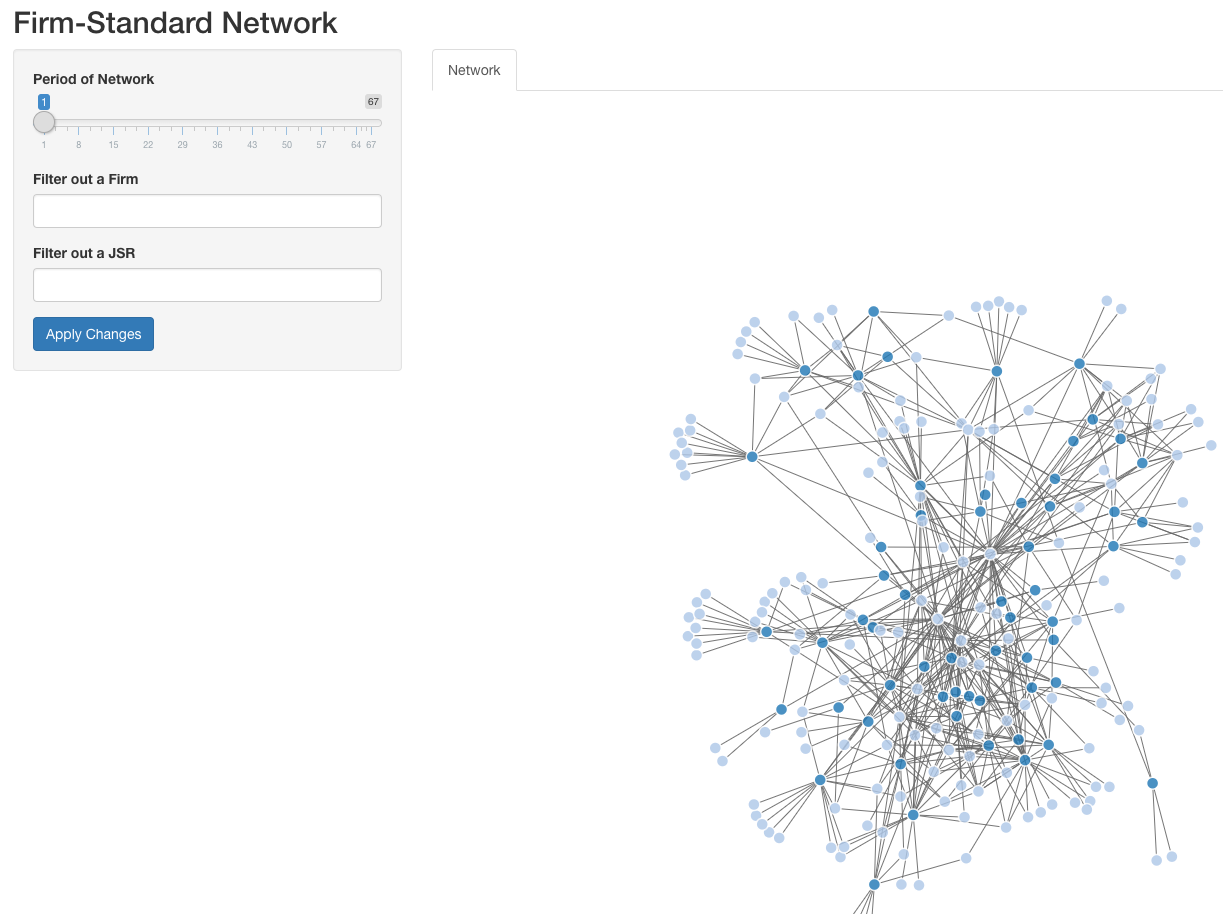 Firm-Standard Network
Period of Network
1 67
1 8 15 22 29 36 43 50 57 64 67
Filter out a Firm
Filter out a JSR
Apply Changes
Network